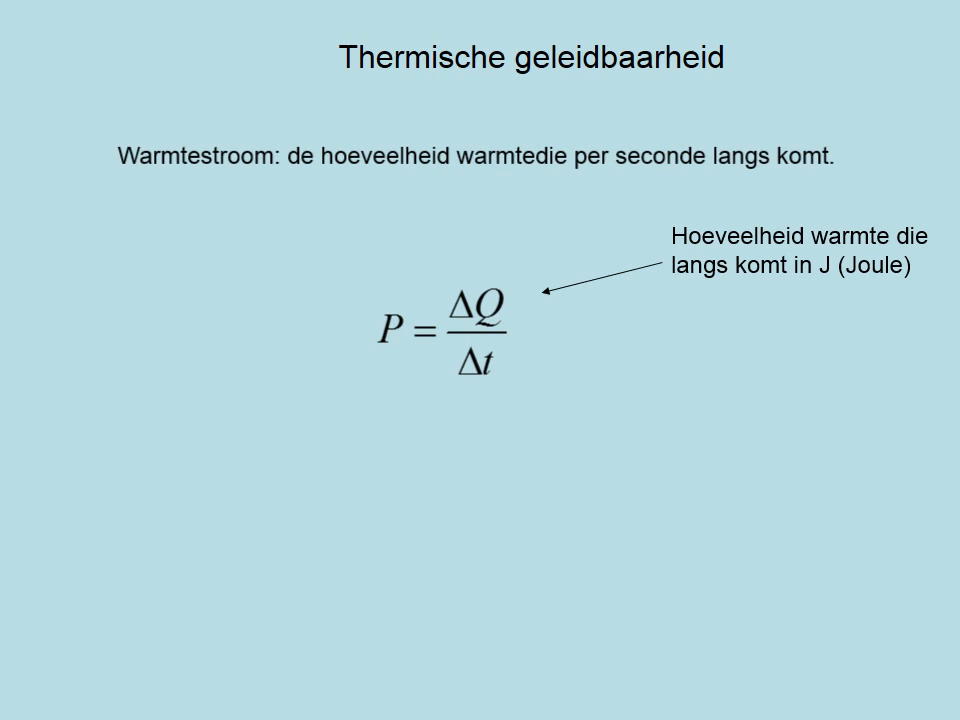 Thermische geleidbaarheid
Warmtestroom: de hoeveelheid warmtedie per seconde langs komt.
Hoeveelheid warmte die
langs komt in J (Joule)
P = ΔQ / Δt